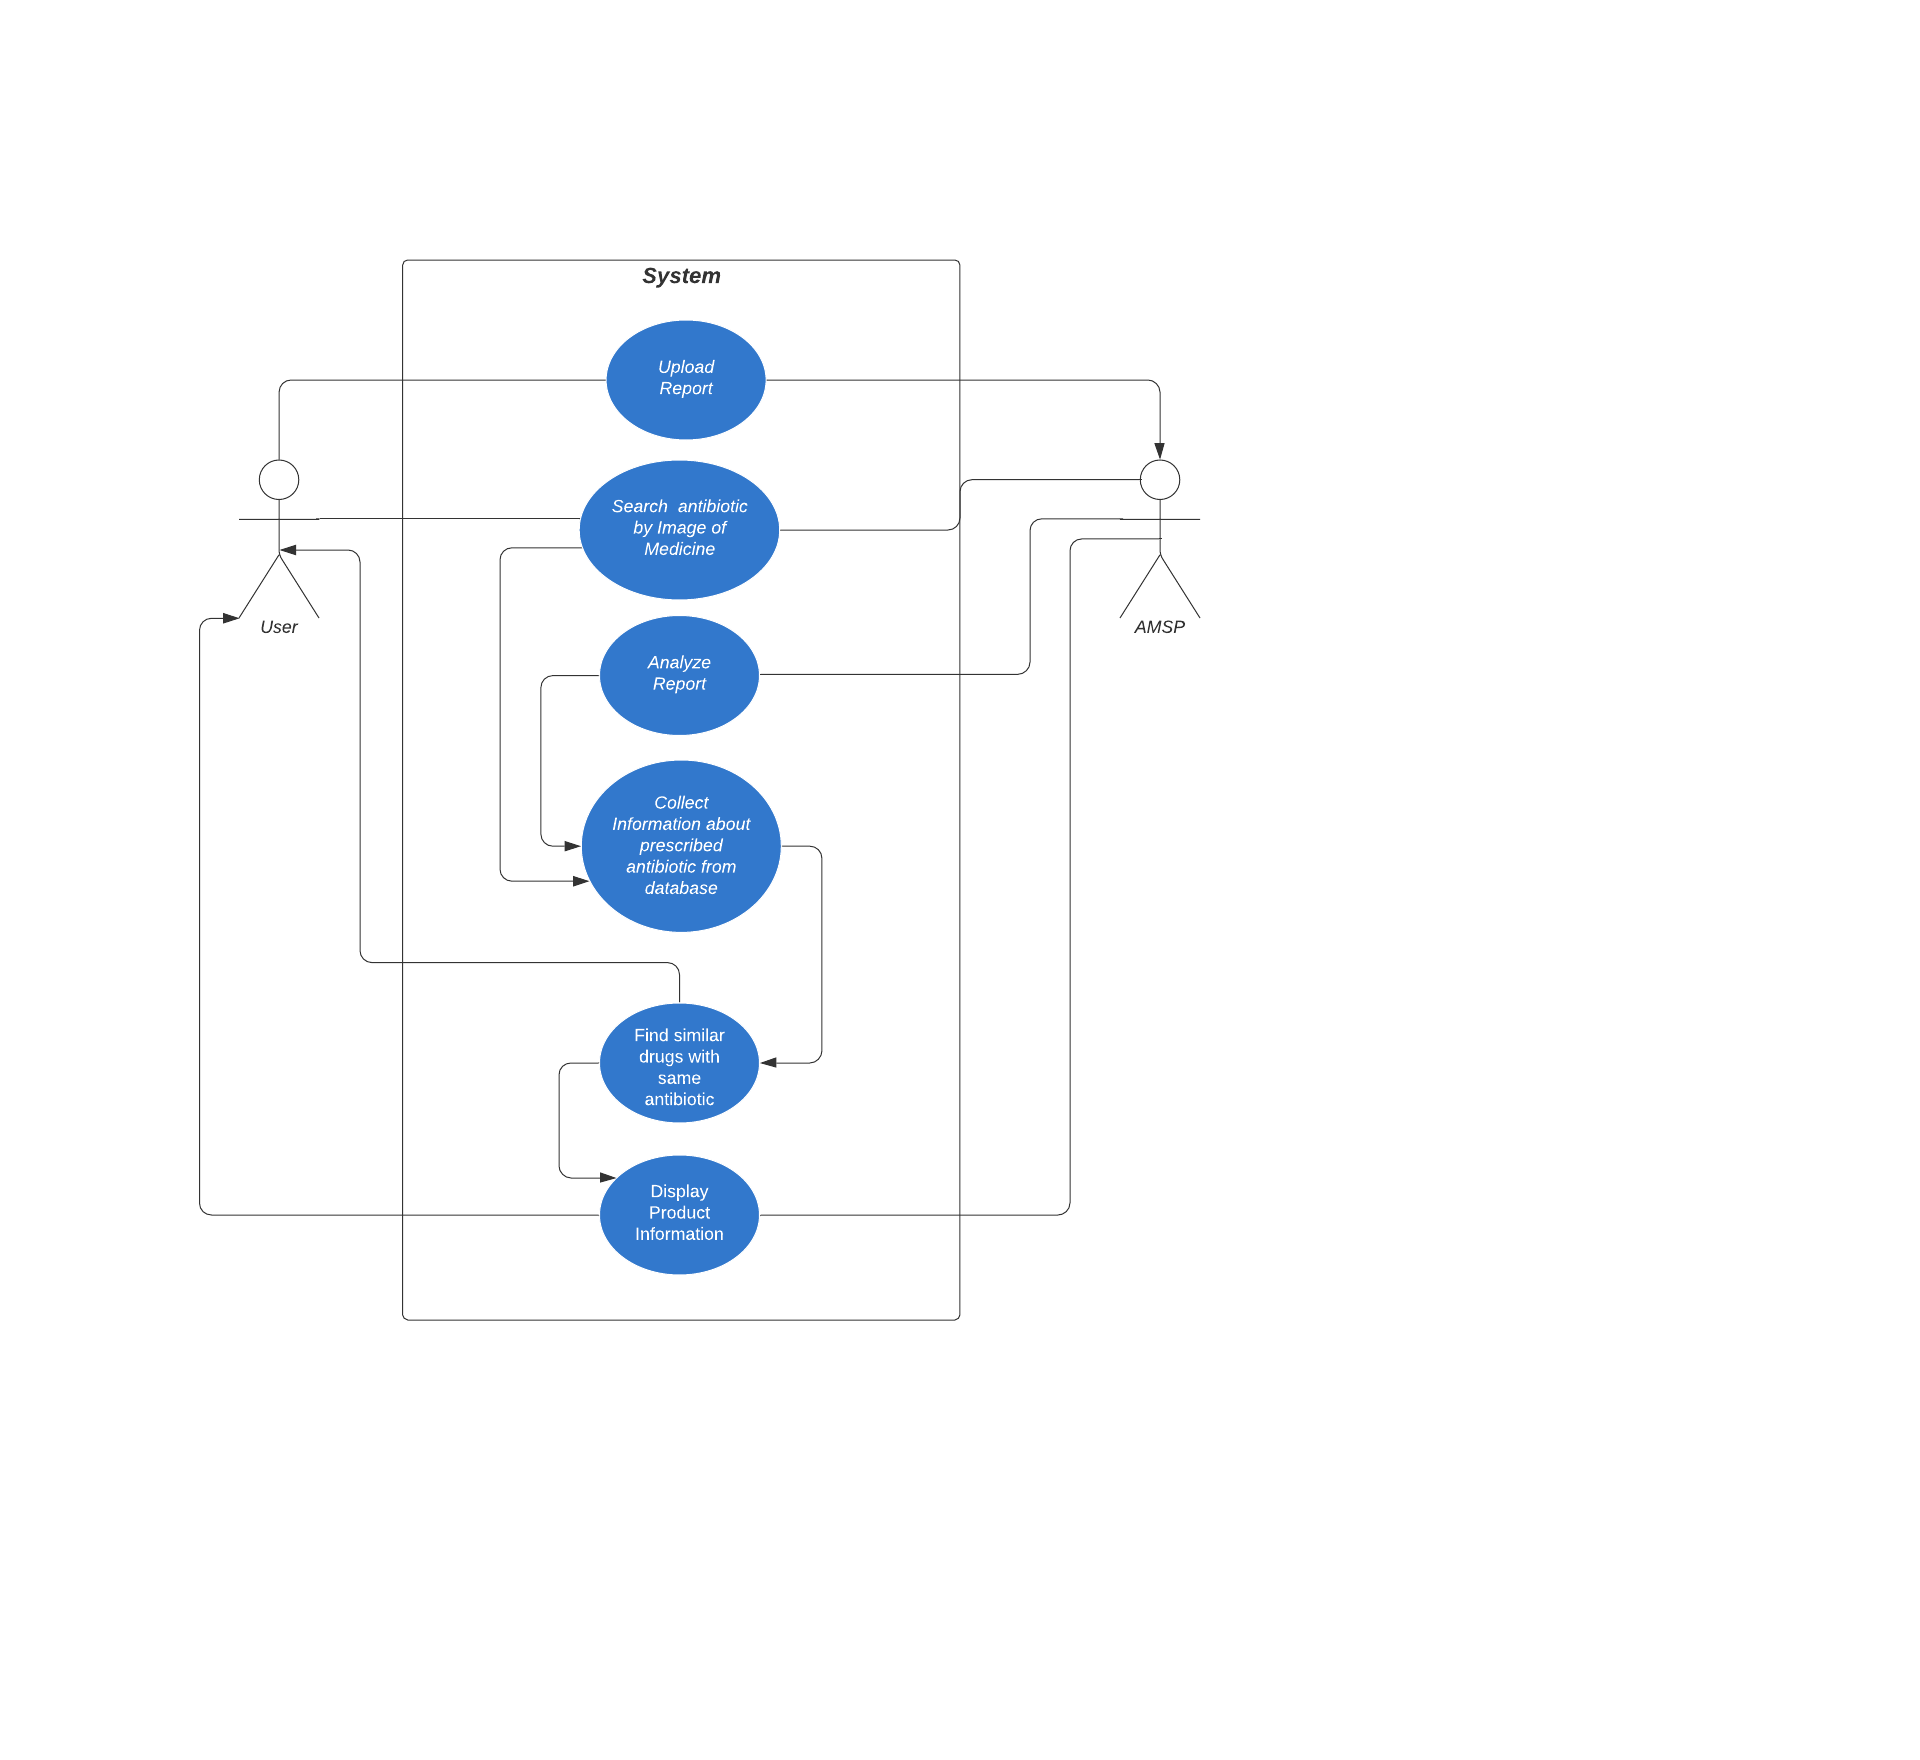 System
Upload
Report
Search  antibiotic
by Image of
Medicine
User
AMSP
Analyze
Report
Collect
Information about
prescribed
antibiotic from
database
Find similar
drugs with
same
antibiotic
Display
Product
Information